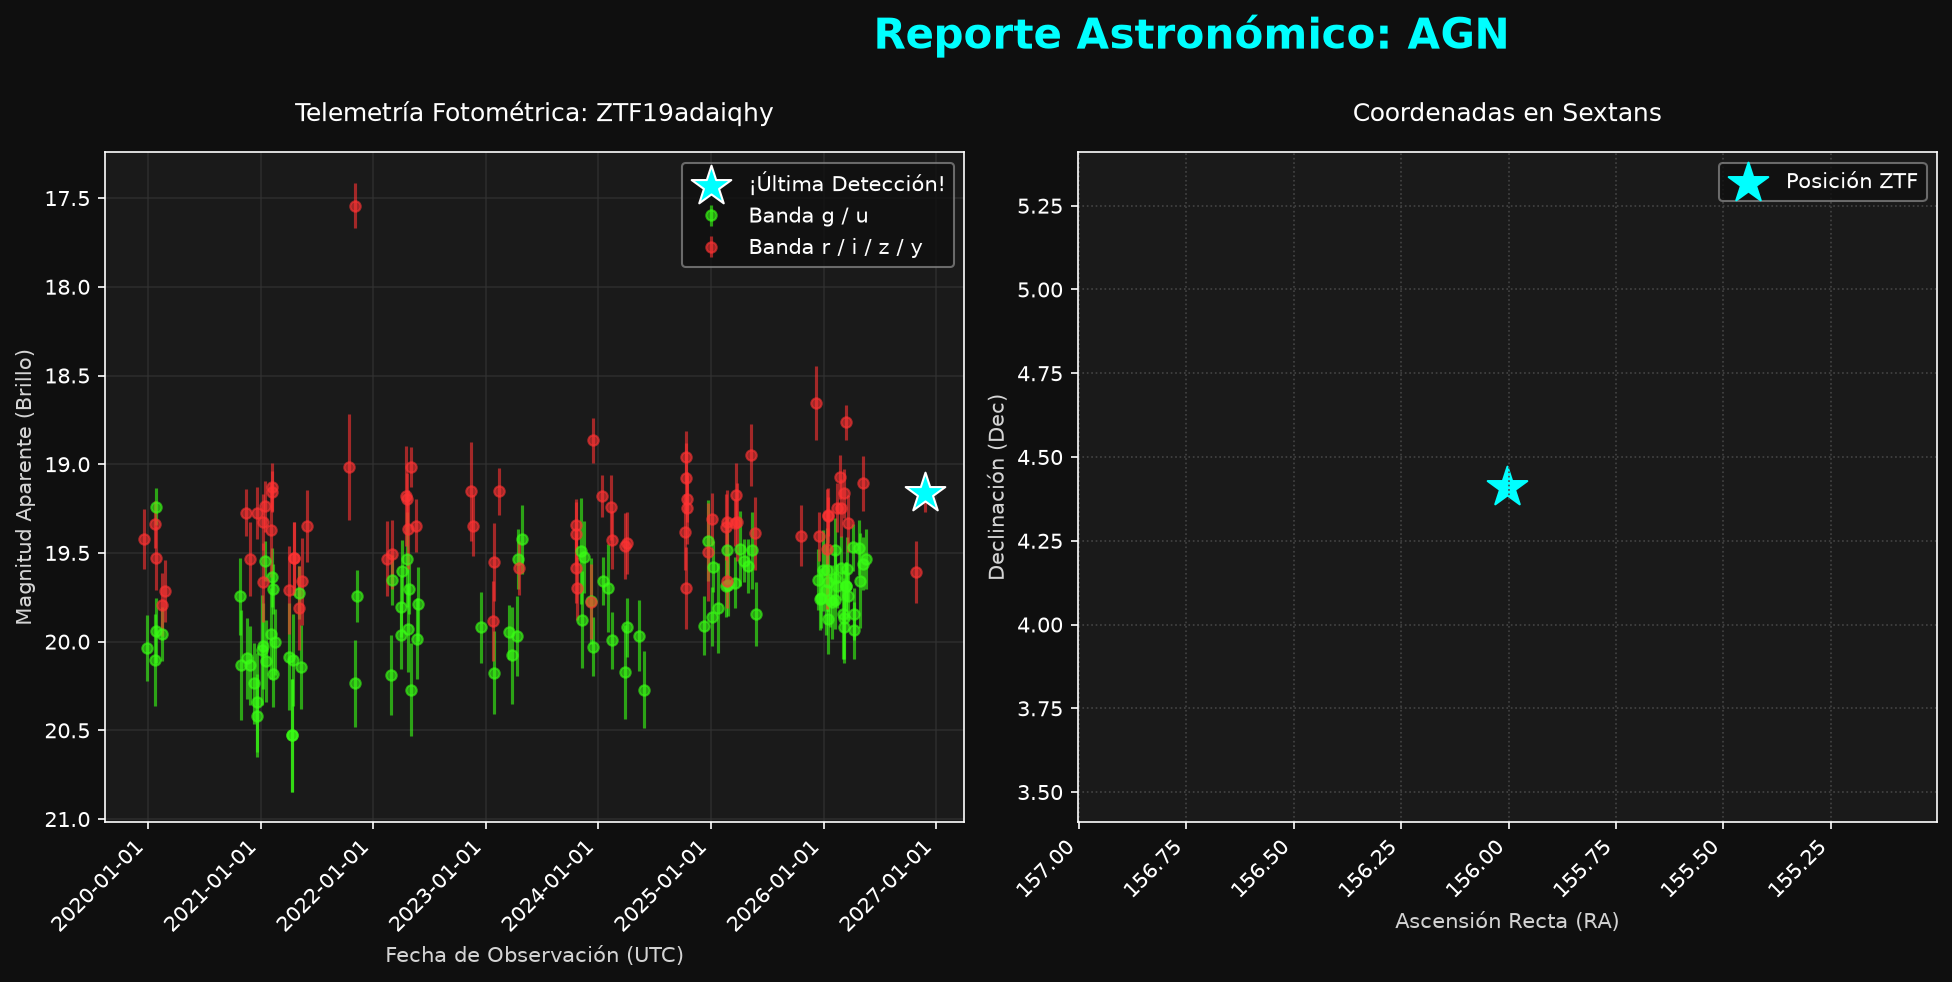 Reporte Astronómico: AGN
Telemetría Fotométrica: ZTF19adaiqhy
¡Última Detección!
Banda g / u
Banda r / i / z / y
Magnitud Aparente (Brillo)
17.5
18.0
18.5
19.0
19.5
20.0
20.5
21.0
2020-01-01
2021-01-01
2022-01-01
2023-01-01
2024-01-01
2025-01-01
2026-01-01
2027-01-01
Fecha de Observación (UTC)
Coordenadas en Sextans
Posición ZTF
Declinación (Dec)
5.25
5.00
4.75
4.50
4.25
4.00
3.75
3.50
157.00
156.75
156.50
156.25
156.00
155.75
155.50
155.25
Ascensión Recta (RA)